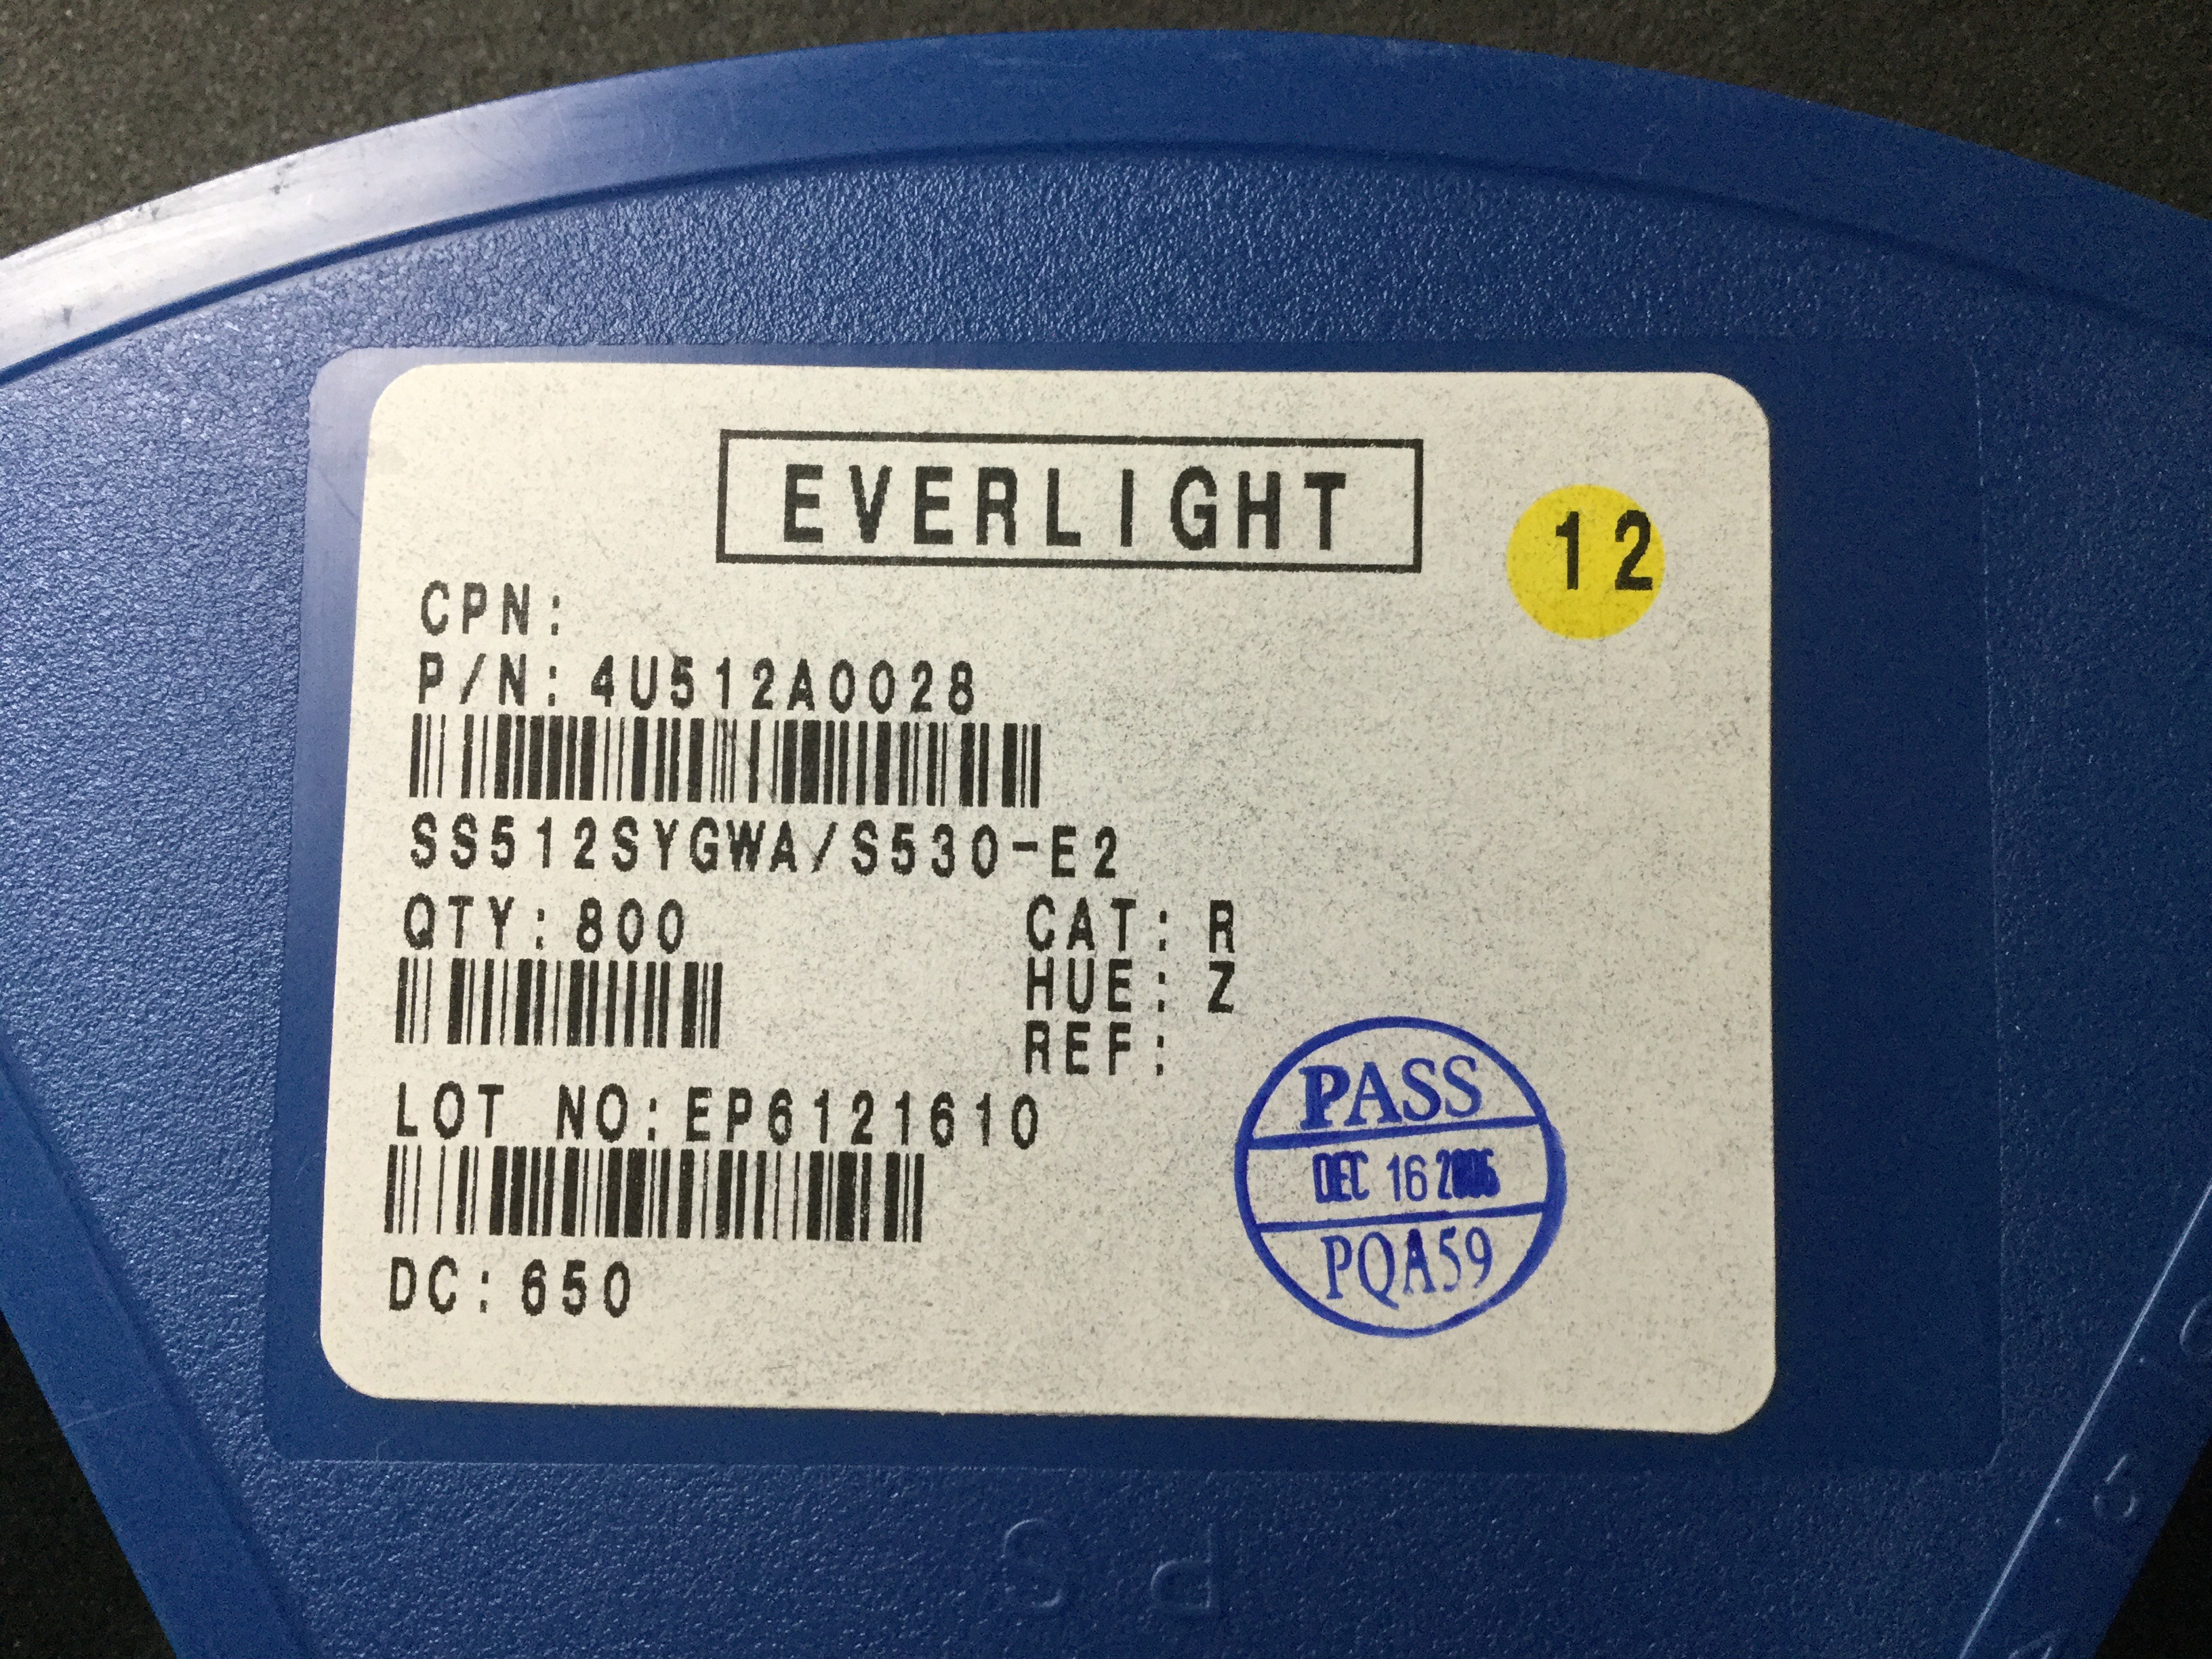 EVERLIGHT
12
CPN:
P/N: 4U512A0028
SS512SYGWA/S530-E2
QTY: 800
CAT: R
HUE: Z
REF:
LOT NO:EP6121610
DC: 650
PASS
DEC 16
PQA59
PS